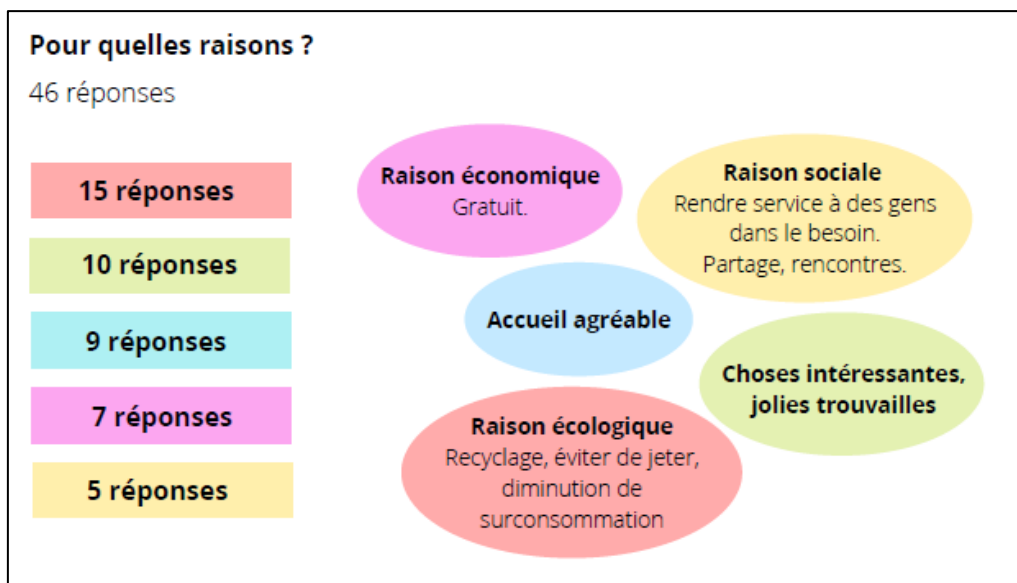 Pour quelles raisons ?
46 réponses
15 réponses
10 réponses
9 réponses
7 réponses
5 réponses
Raison économique
Gratuit.
Raison sociale
Rendre service à des gens
dans le besoin.
Partage, rencontres.
Accueil agréable
Choses intéressantes,
jolies trouvailles
Raison écologique
Recyclage, éviter de jeter,
diminution de
surconsommation